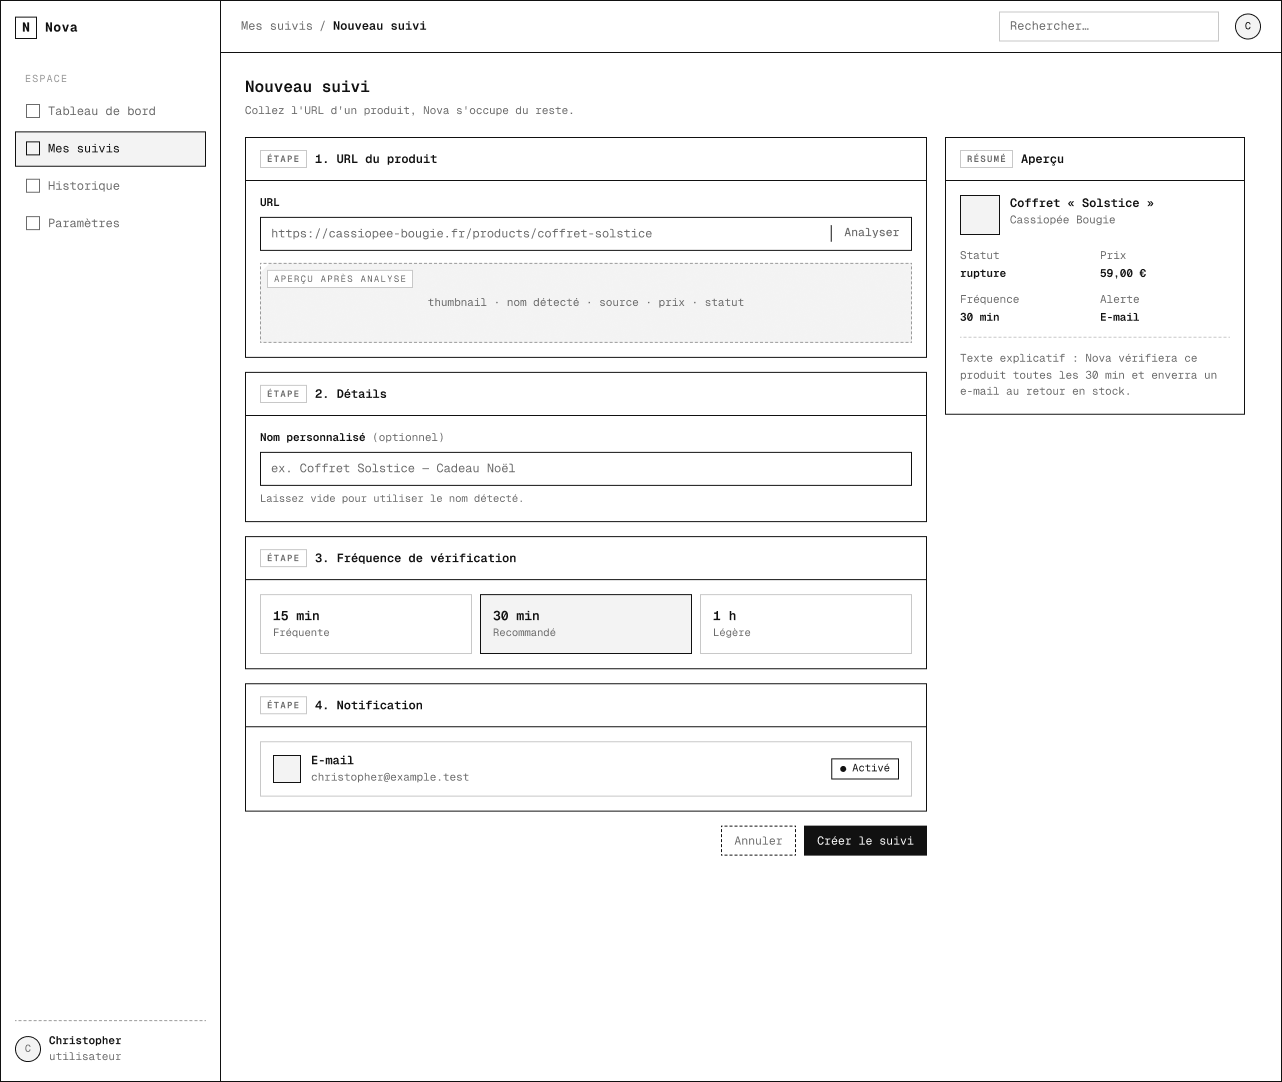 N Nova
ESPACE
Tableau de bord
Mes suivis
Historique
Paramètres
C
Christopher
utilisateur
Mes suivis / Nouveau suivi
Rechercher…
C
Nouveau suivi
Collez l'URL d'un produit, Nova s'occupe du reste.
ÉTAPE 1. URL du produit
URL
https://cassiopee-bougie.fr/products/coffret-solstice
Analyser
APERÇU APRÈS ANALYSE
thumbnail · nom détecté · source · prix · statut
ÉTAPE 2. Détails
Nom personnalisé (optionnel)
ex. Coffret Solstice — Cadeau Noël
Laissez vide pour utiliser le nom détecté.
ÉTAPE 3. Fréquence de vérification
15 min
Fréquente
30 min
Recommandé
1 h
Légère
ÉTAPE 4. Notification
E-mail
christopher@example.test
● Activé
Annuler
Créer le suivi
RÉSUMÉ Aperçu
Coffret « Solstice »
Cassiopée Bougie
Statut
rupture
Prix
59,00 €
Fréquence
30 min
Alerte
E-mail
Texte explicatif : Nova vérifiera ce
produit toutes les 30 min et enverra un
e-mail au retour en stock.